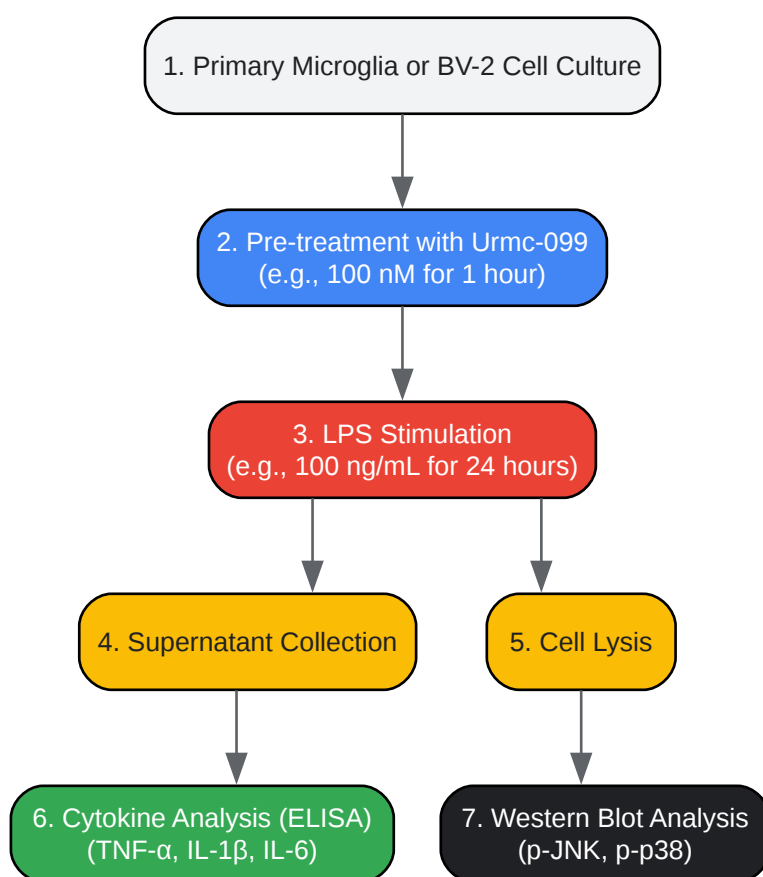 1. Primary Microglia or BV-2 Cell Culture
2. Pre-treatment with Urmc-099
(e.g., 100 nM for 1 hour)
3. LPS Stimulation
(e.g., 100 ng/mL for 24 hours)
4. Supernatant Collection
5. Cell Lysis
6. Cytokine Analysis (ELISA)
(TNF-α, IL-1β, IL-6)
7. Western Blot Analysis
(p-JNK, p-p38)